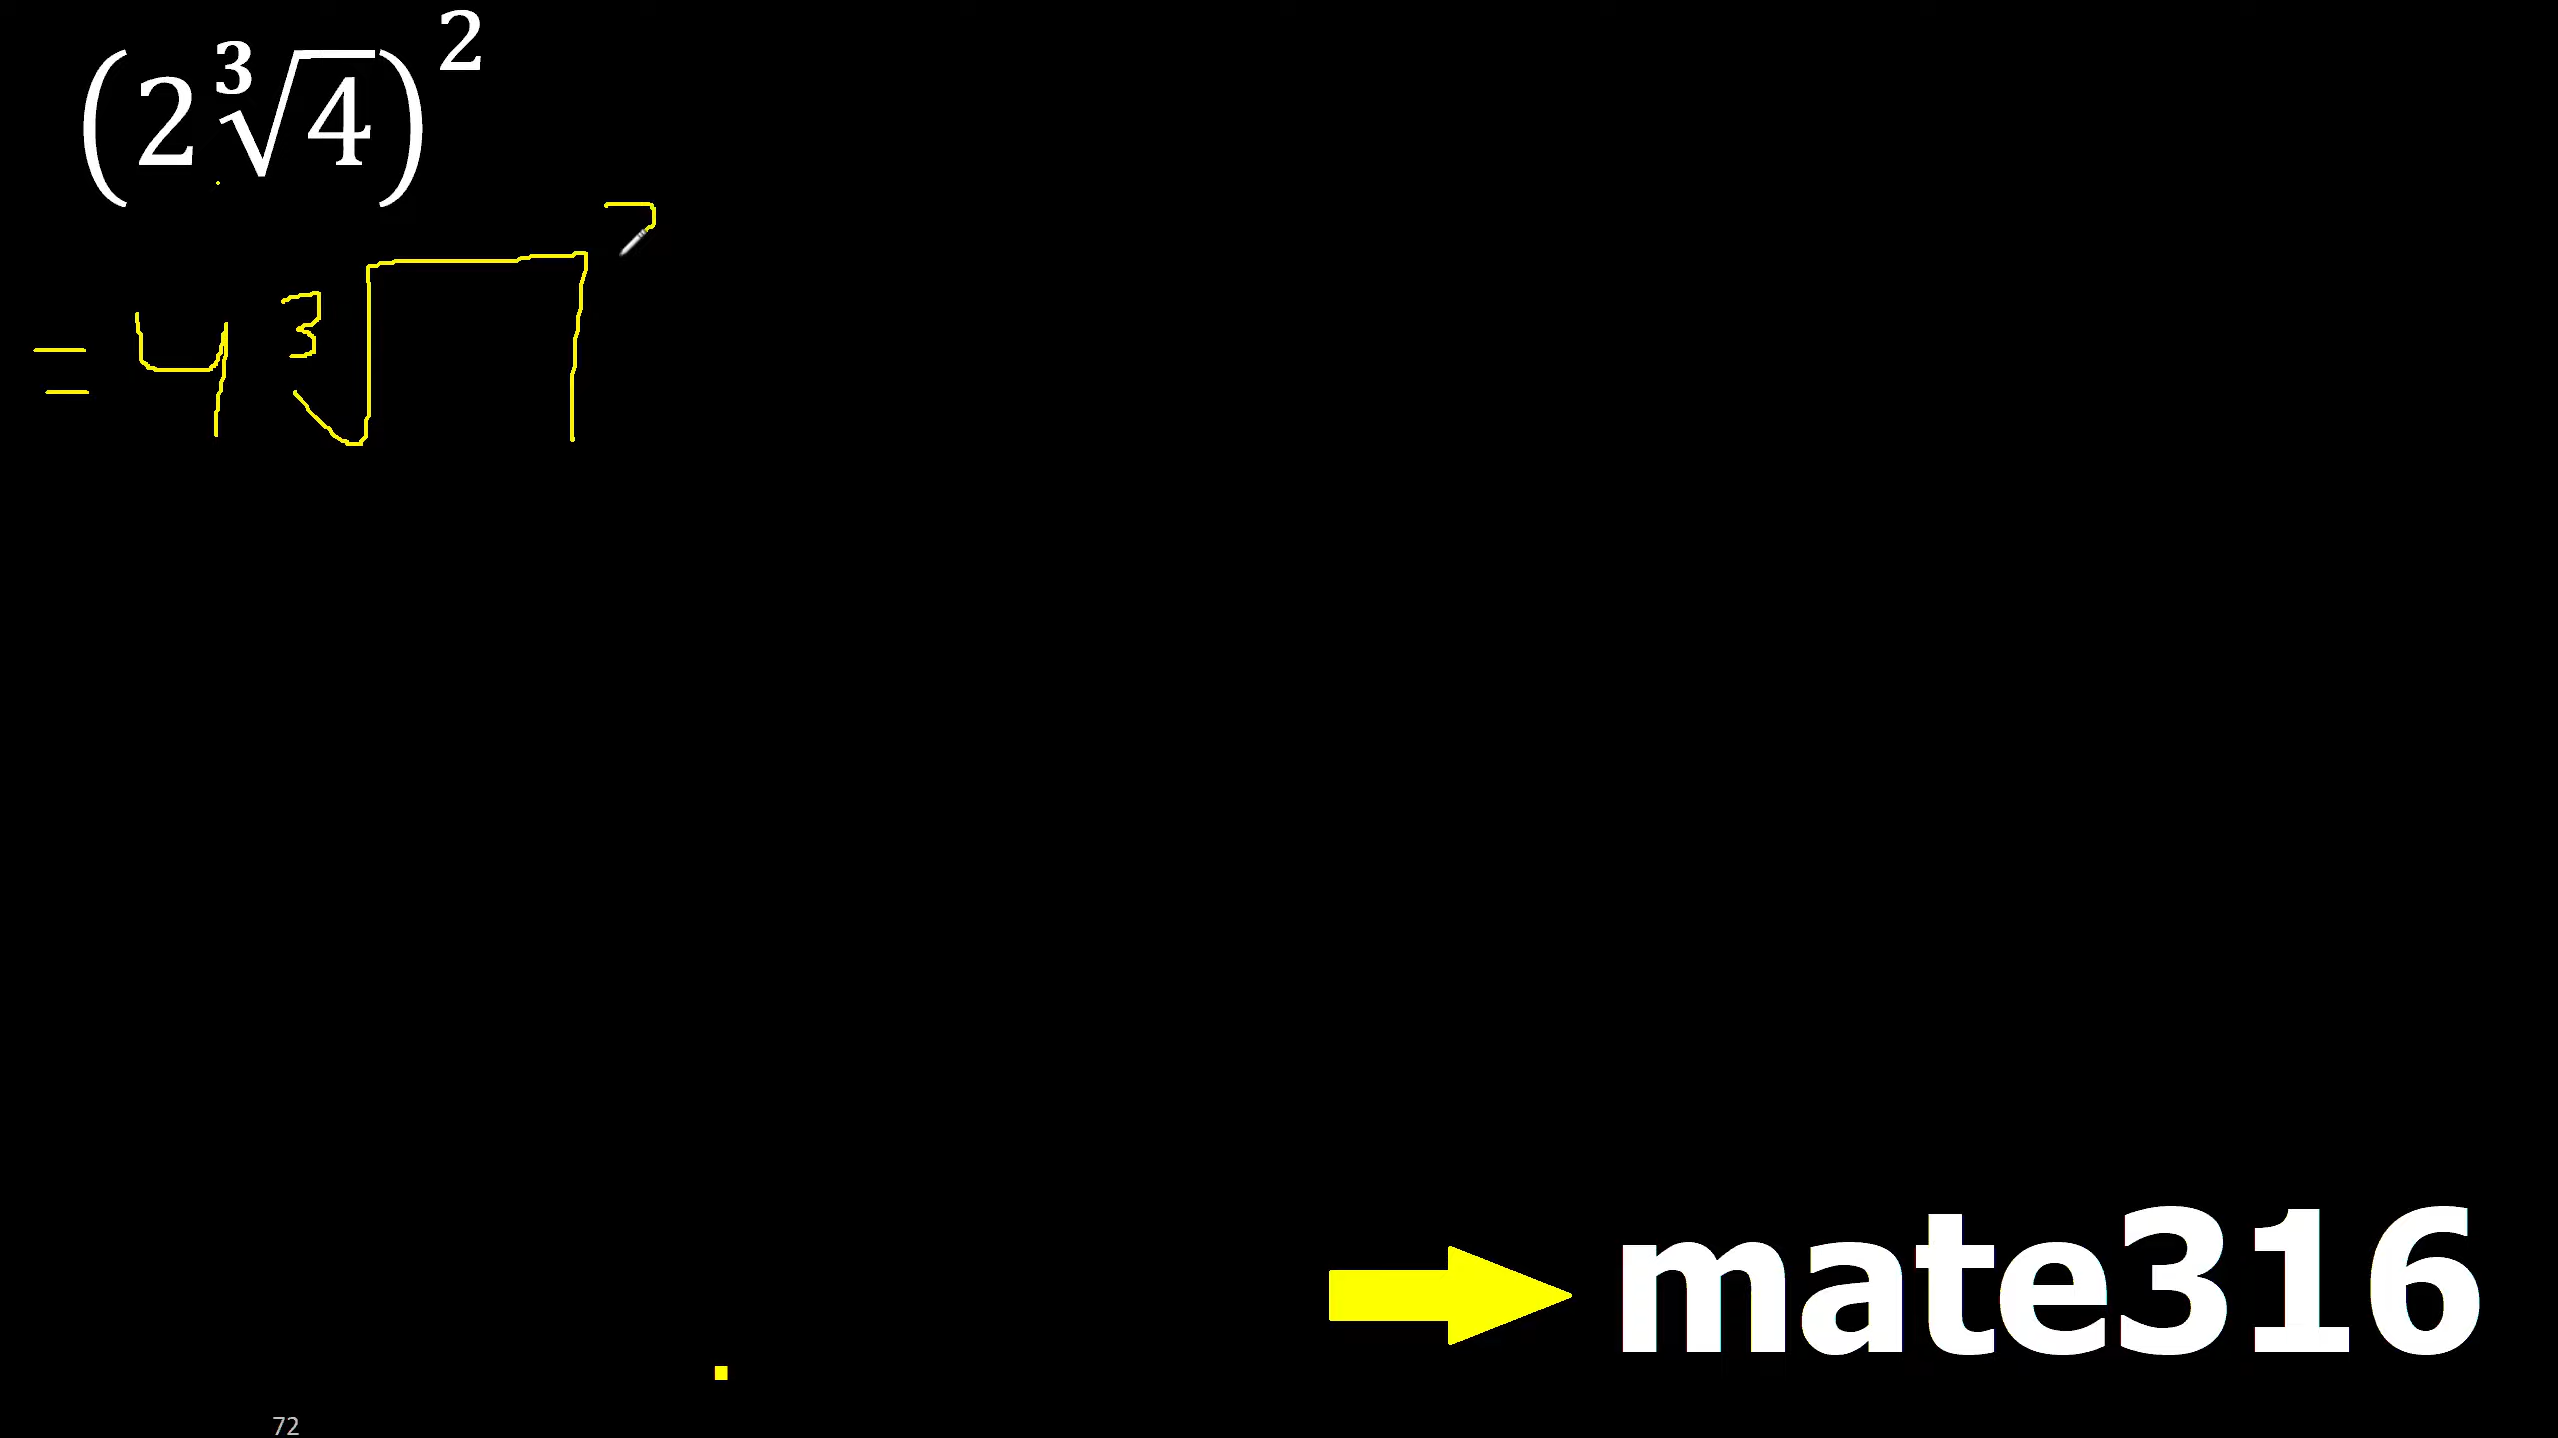 (2∛4)²
= 4 ∛
mate316
72